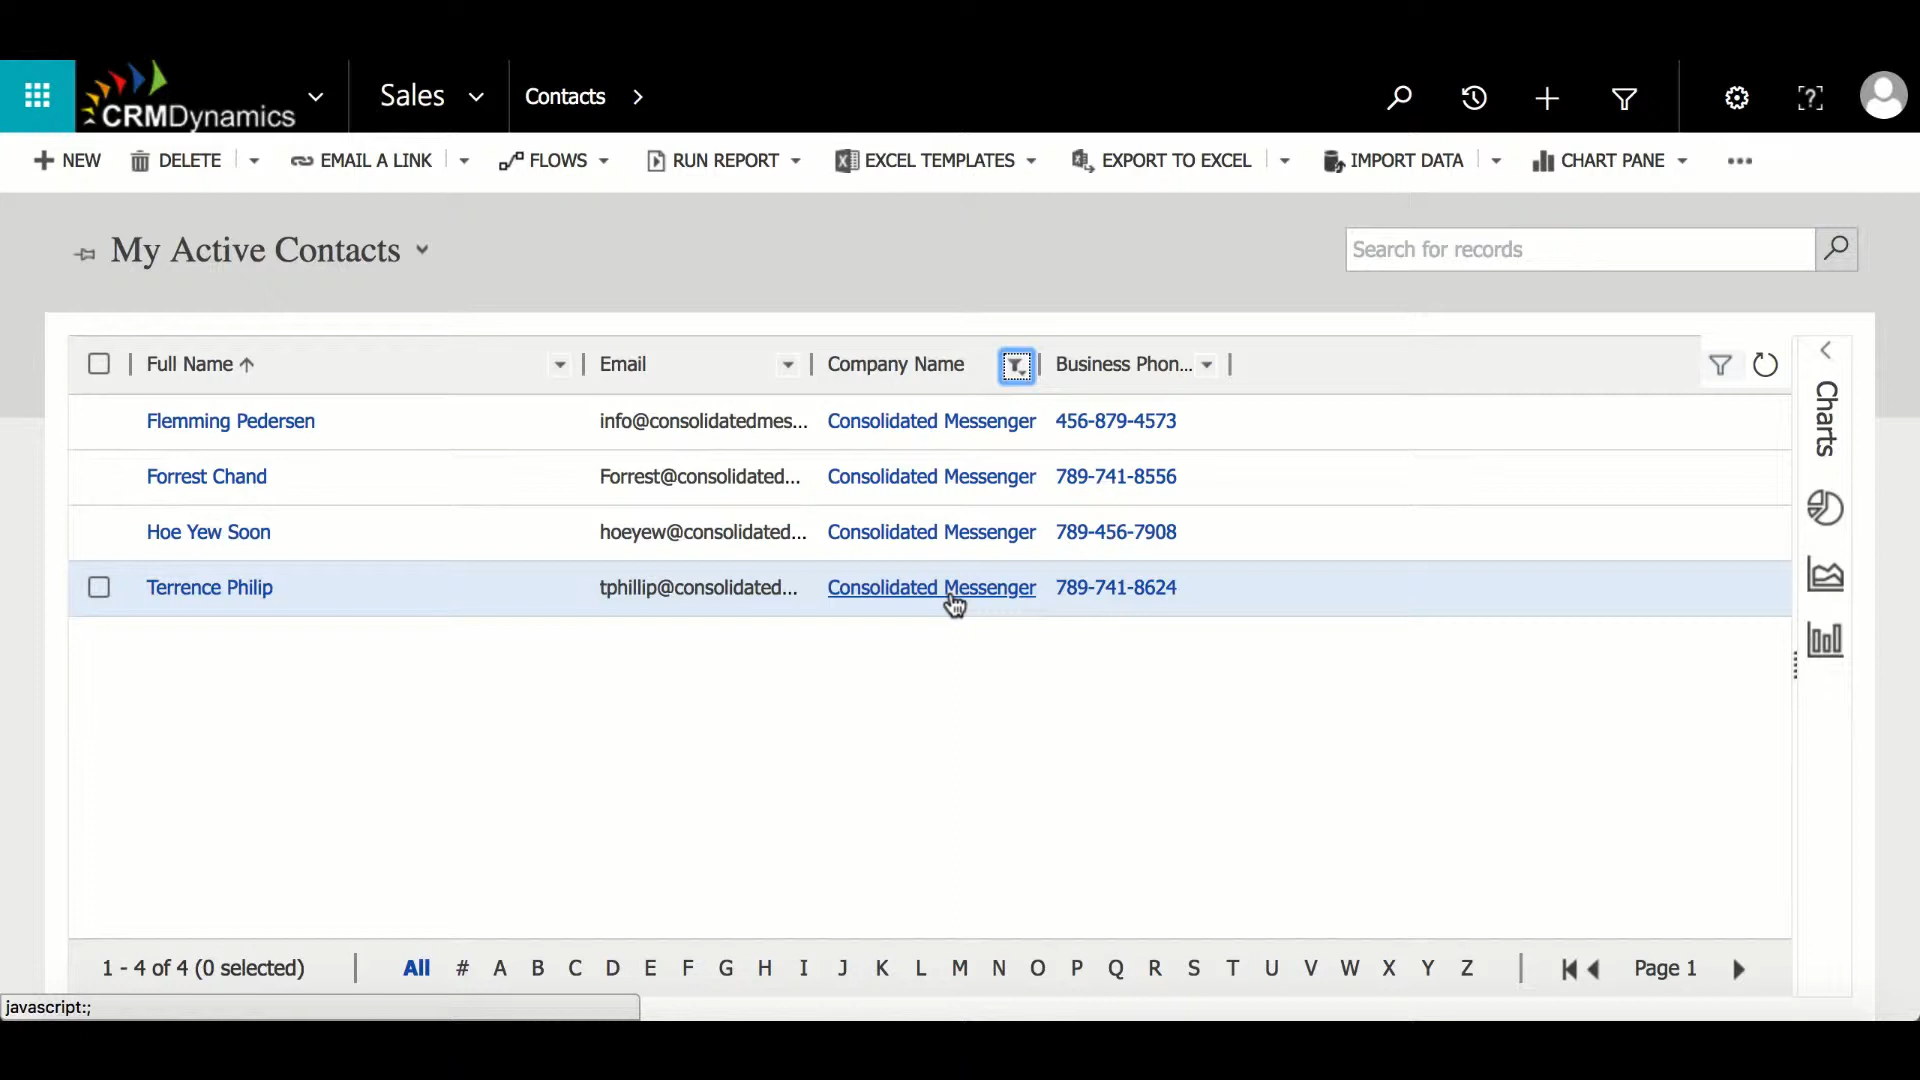 CRMDynamics
Sales
Contacts
[?]
NEW
DELETE
EMAIL A LINK
FLOWS
RUN REPORT
EXCEL TEMPLATES
EXPORT TO EXCEL
IMPORT DATA
CHART PANE
My Active Contacts
Search for records
Full Name
Email
Company Name
Business Phon...
Flemming Pedersen info@consolidatedmes... Consolidated Messenger 456-879-4573
Forrest Chand Forrest@consolidated... Consolidated Messenger 789-741-8556
Hoe Yew Soon hoeyew@consolidated... Consolidated Messenger 789-456-7908
Terrence Philip tphillip@consolidated... Consolidated Messenger 789-741-8624
Charts
1 - 4 of 4 (0 selected)
All # A B C D E F G H I J K L M N O P Q R S T U V W X Y Z
Page 1
javascript:;